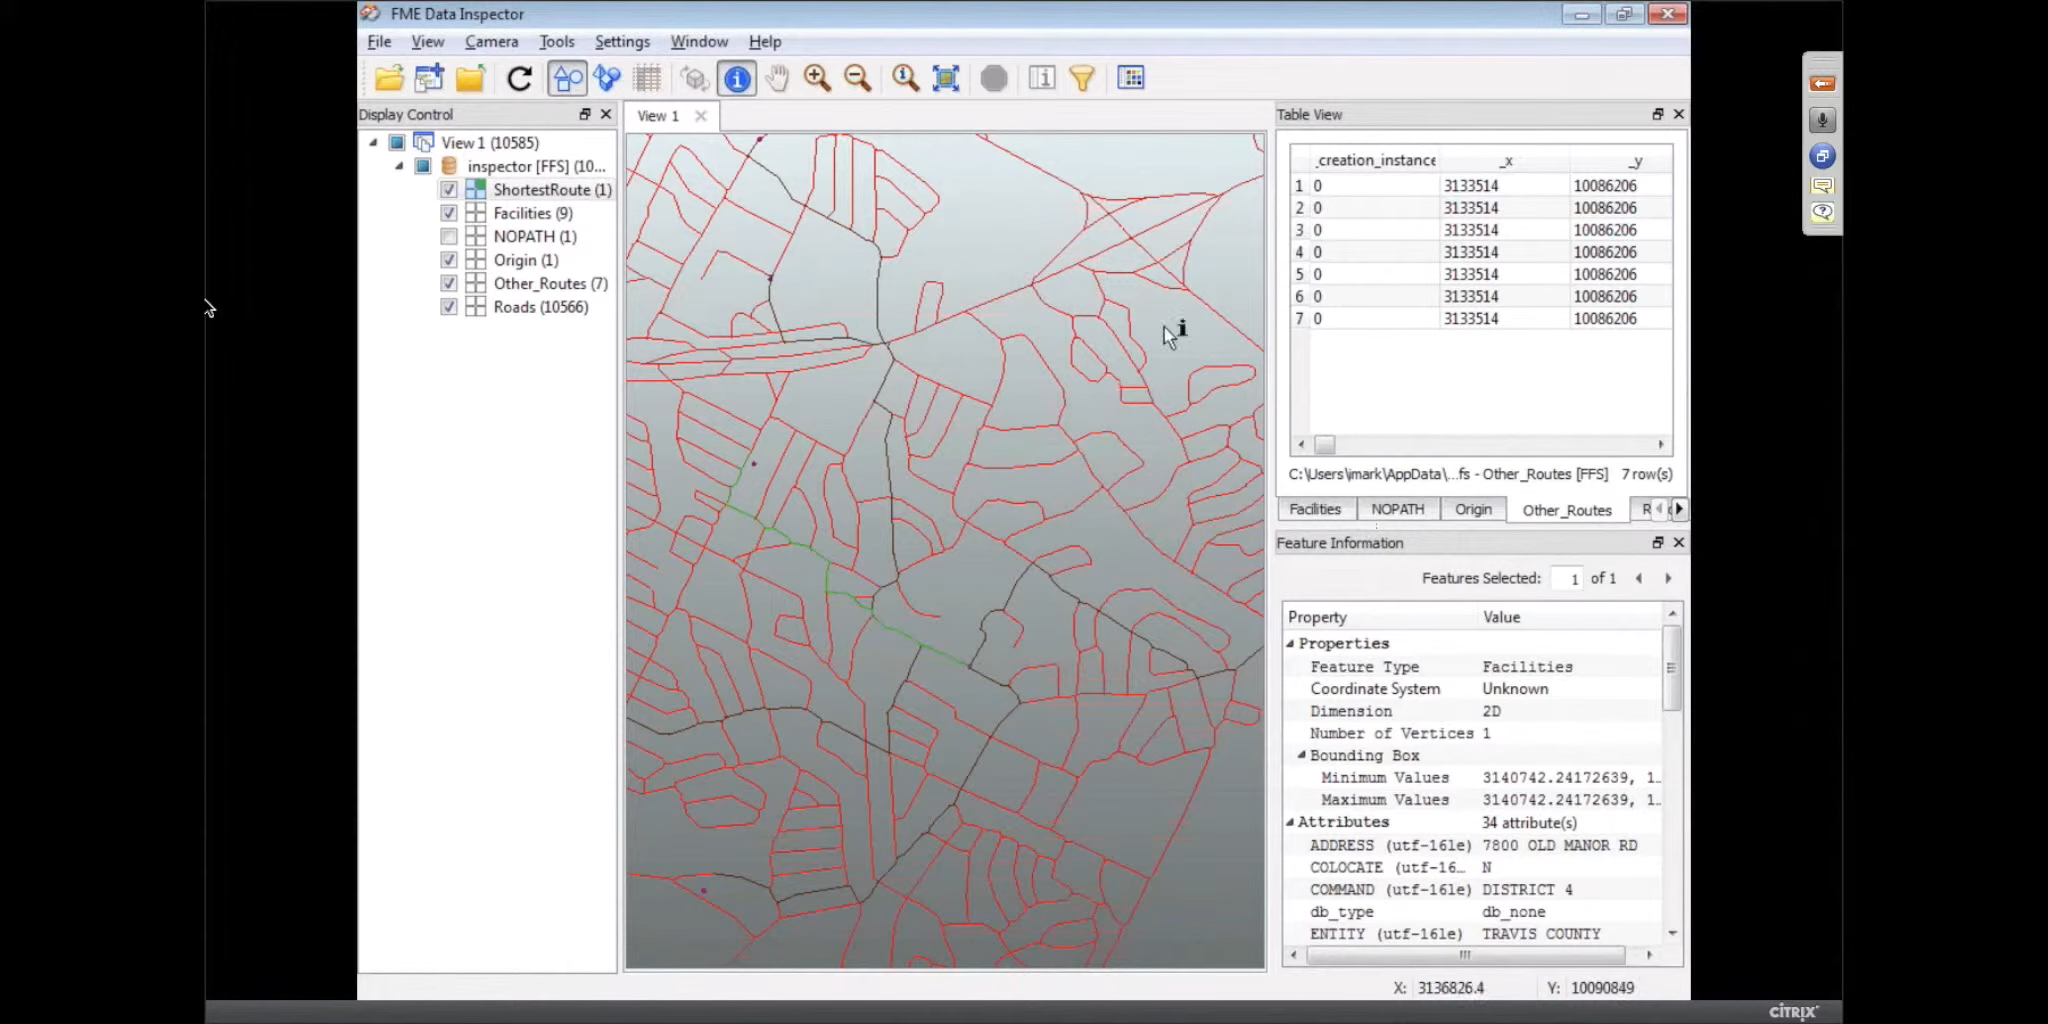 FME Data Inspector
File View Camera Tools Settings Window Help
Display Control
View 1 (10585)
inspector [FFS] (10...
ShortestRoute (1)
Facilities (9)
NOPATH (1)
Origin (1)
Other_Routes (7)
Roads (10566)
View 1
Table View
_creation_instance _x _y
1 0 3133514 10086206
2 0 3133514 10086206
3 0 3133514 10086206
4 0 3133514 10086206
5 0 3133514 10086206
6 0 3133514 10086206
7 0 3133514 10086206
C:\Users\imark\AppData\...fs - Other_Routes [FFS] 7 row(s)
Facilities NOPATH Origin Other_Routes
Feature Information
Features Selected: 1 of 1
Property Value
Properties
Feature Type Facilities
Coordinate System Unknown
Dimension 2D
Number of Vertices 1
Bounding Box
Minimum Values 3140742.24172639, 1...
Maximum Values 3140742.24172639, 1...
Attributes 34 attribute(s)
ADDRESS (utf-16le) 7800 OLD MANOR RD
COLOCATE (utf-16... N
COMMAND (utf-16le) DISTRICT 4
db_type db_none
ENTITY (utf-16le) TRAVIS COUNTY
X: 3136826.4 Y: 10090849
CITRIX